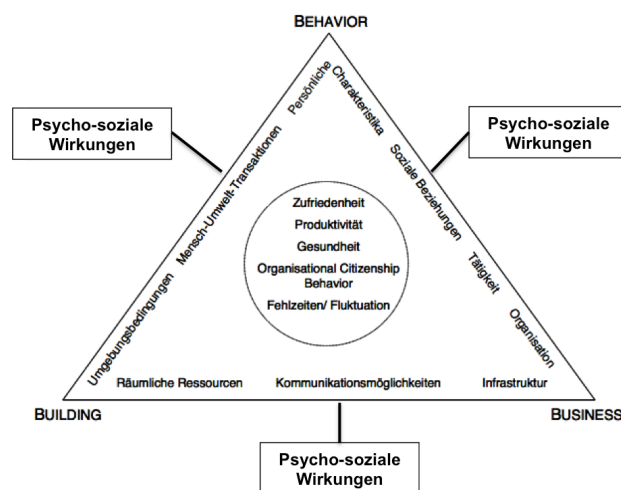 BEHAVIOR
Psycho-soziale
Wirkungen
Psycho-soziale
Wirkungen
Umgebungsbedingungen Mensch-Umwelt-Transaktionen Persönliche
Charakteristika Soziale Beziehungen Tätigkeit Organisation
Zufriedenheit
Produktivität
Gesundheit
Organisational Citizenship
Behavior
Fehlzeiten/ Fluktuation
Räumliche Ressourcen Kommunikationsmöglichkeiten Infrastruktur
BUILDING BUSINESS
Psycho-soziale
Wirkungen